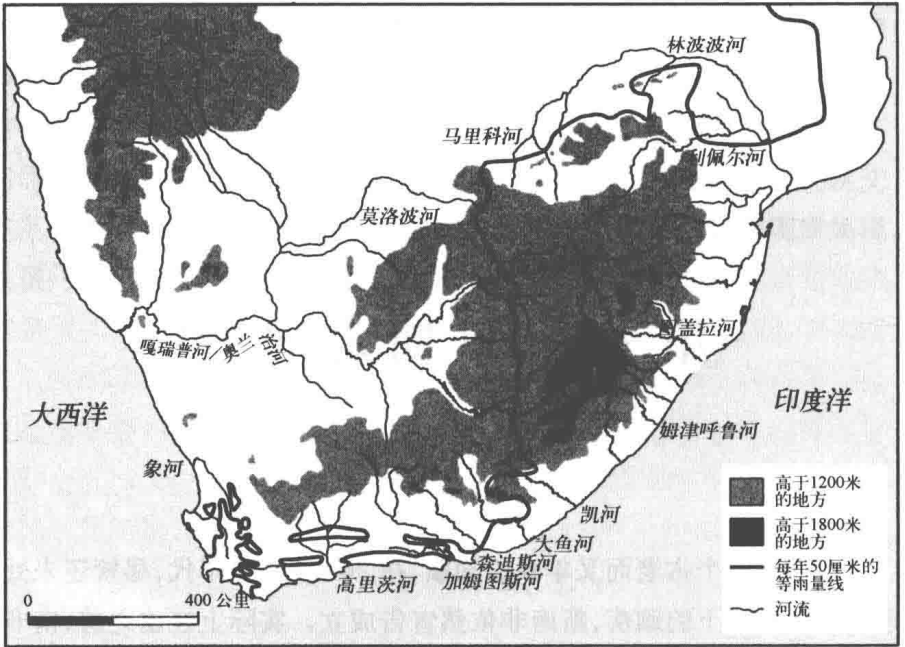 林波波河
马里科河
利佩尔河
莫洛波河
图盖拉河
嘎瑞普河/奥兰治河
大西洋
印度洋
姆津呼鲁河
象河
高于1200米
的地方
高于1800米
的地方
每年50厘米的
等雨量线
河流
凯河
大鱼河
森迪斯河
加姆图斯河
高里茨河
0 400 公里